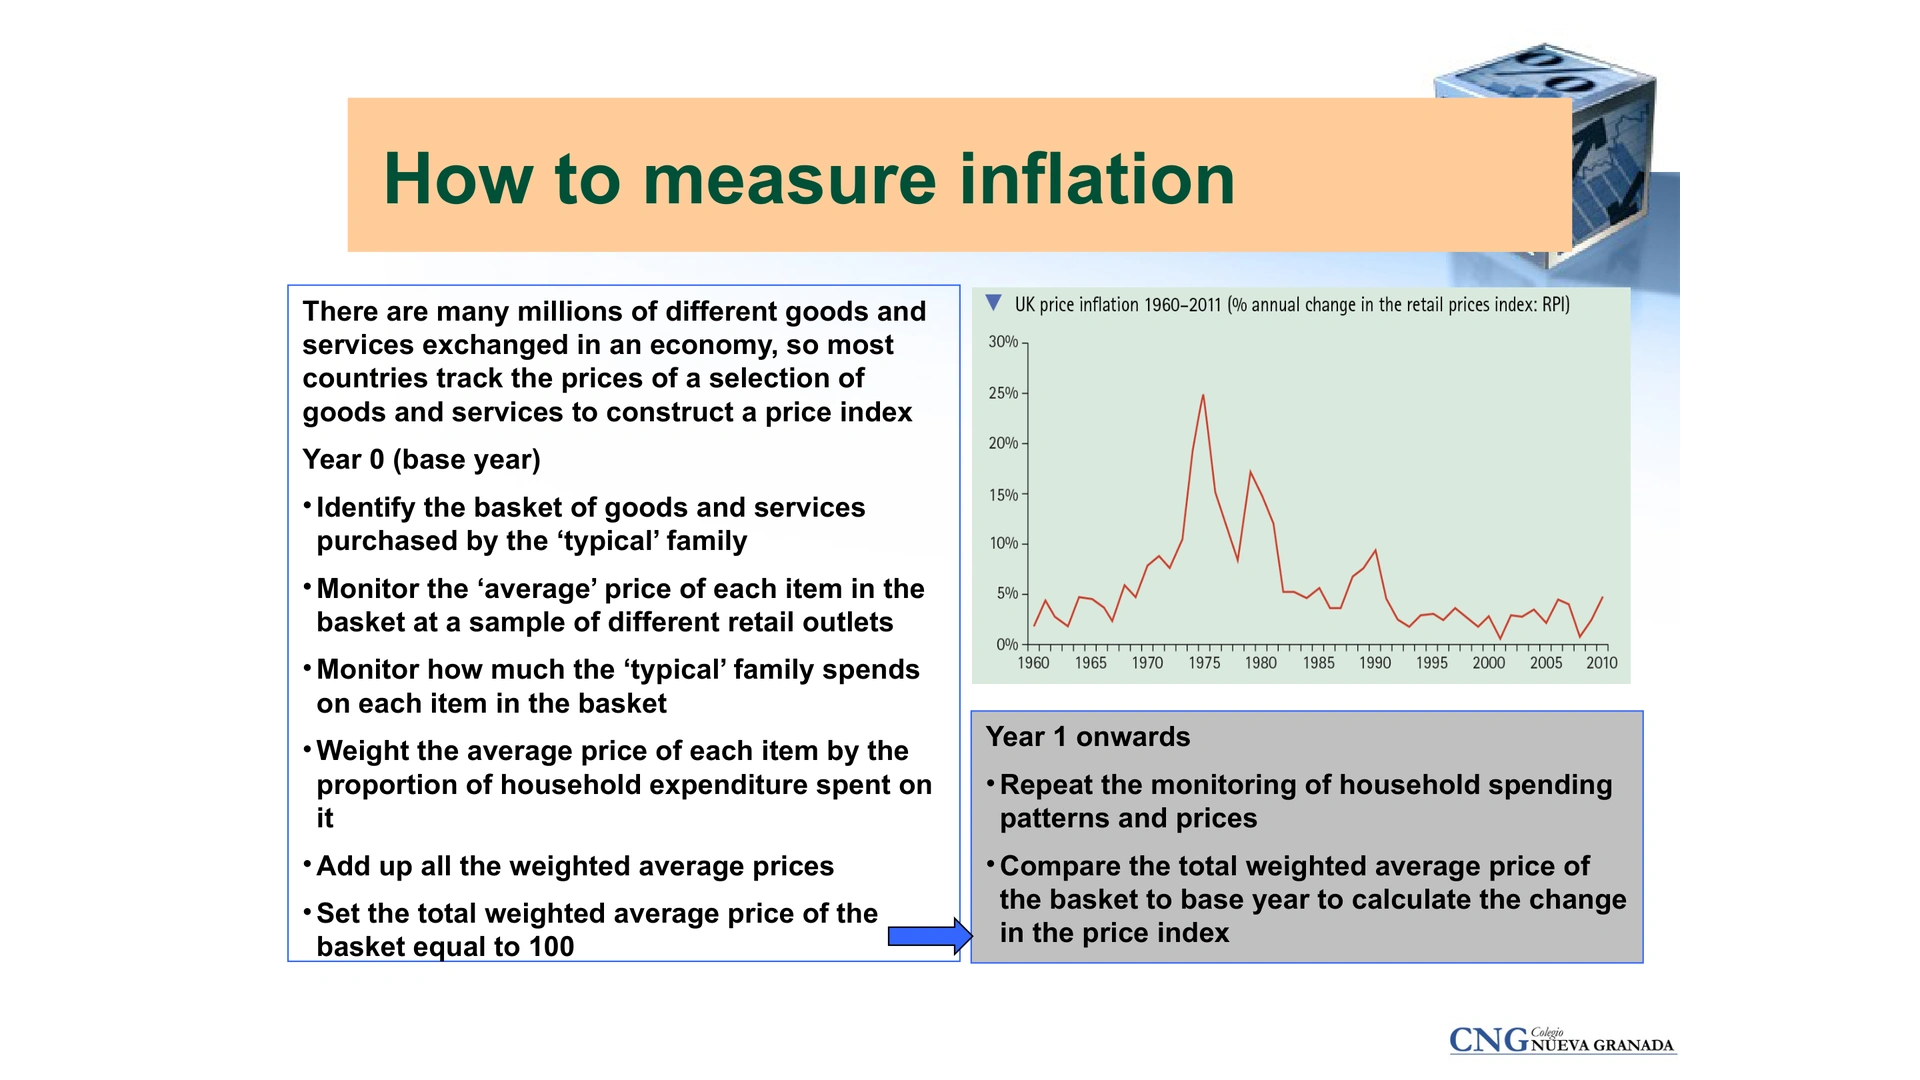 %
How to measure inflation
There are many millions of different goods and
services exchanged in an economy, so most
countries track the prices of a selection of
goods and services to construct a price index
Year 0 (base year)
• Identify the basket of goods and services
purchased by the ‘typical’ family
• Monitor the ‘average’ price of each item in the
basket at a sample of different retail outlets
• Monitor how much the ‘typical’ family spends
on each item in the basket
• Weight the average price of each item by the
proportion of household expenditure spent on
it
• Add up all the weighted average prices
• Set the total weighted average price of the
basket equal to 100
UK price inflation 1960–2011 (% annual change in the retail prices index: RPI)
30%
25%
20%
15%
10%
5%
0%
1960 1965 1970 1975 1980 1985 1990 1995 2000 2005 2010
Year 1 onwards
• Repeat the monitoring of household spending
patterns and prices
• Compare the total weighted average price of
the basket to base year to calculate the change
in the price index
CNG Colegio
NUEVA GRANADA